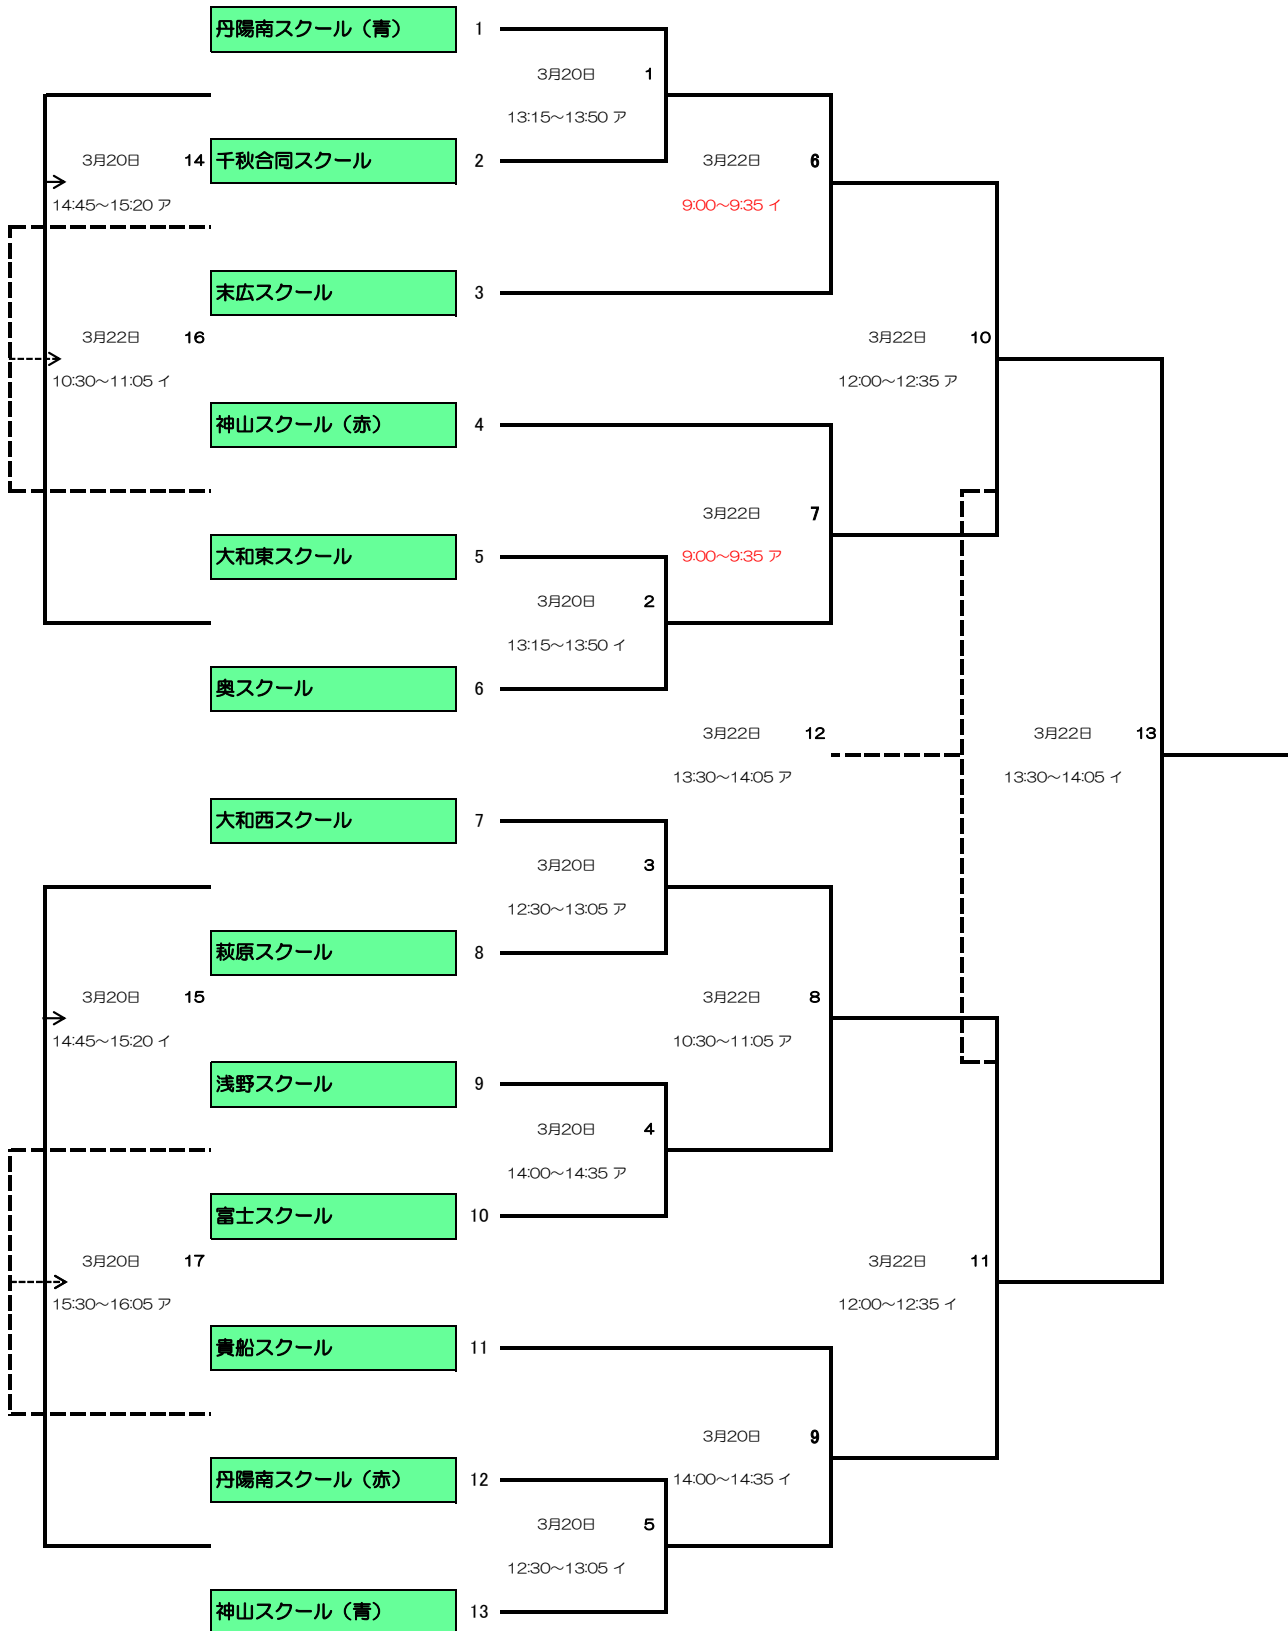 丹陽南スクール（青） 1
3月20日 1
13:15～13:50 ア
3月20日 14 千秋合同スクール 2 3月22日 6
14:45～15:20 ア 9:00～9:35 イ
末広スクール 3
3月22日 16 3月22日 10
10:30～11:05 イ 12:00～12:35 ア
神山スクール（赤） 4
3月22日 7
大和東スクール 5 9:00～9:35 ア
3月20日 2
13:15～13:50 イ
奥スクール 6
3月22日 12 3月22日 13
13:30～14:05 ア 13:30～14:05 イ
大和西スクール 7
3月20日 3
12:30～13:05 ア
萩原スクール 8
3月20日 15 3月22日 8
14:45～15:20 イ 10:30～11:05 ア
浅野スクール 9
3月20日 4
14:00～14:35 ア
富士スクール 10
3月20日 17 3月22日 11
15:30～16:05 ア 12:00～12:35 イ
貴船スクール 11
3月20日 9
丹陽南スクール（赤） 12 14:00～14:35 イ
3月20日 5
12:30～13:05 イ
神山スクール（青） 13